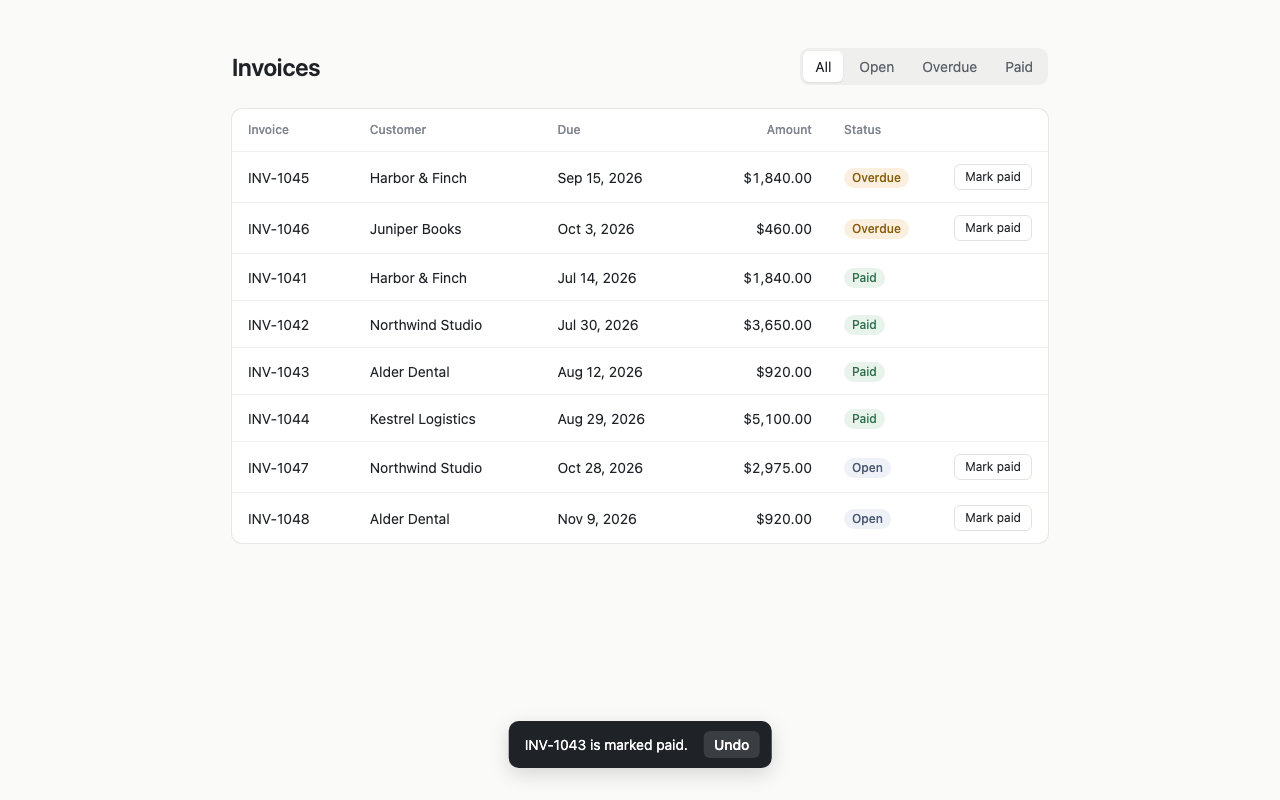 Invoices
All Open Overdue Paid
Invoice Customer Due Amount Status
INV-1045 Harbor & Finch Sep 15, 2026 $1,840.00 Overdue Mark paid
INV-1046 Juniper Books Oct 3, 2026 $460.00 Overdue Mark paid
INV-1041 Harbor & Finch Jul 14, 2026 $1,840.00 Paid
INV-1042 Northwind Studio Jul 30, 2026 $3,650.00 Paid
INV-1043 Alder Dental Aug 12, 2026 $920.00 Paid
INV-1044 Kestrel Logistics Aug 29, 2026 $5,100.00 Paid
INV-1047 Northwind Studio Oct 28, 2026 $2,975.00 Open Mark paid
INV-1048 Alder Dental Nov 9, 2026 $920.00 Open Mark paid
INV-1043 is marked paid. Undo